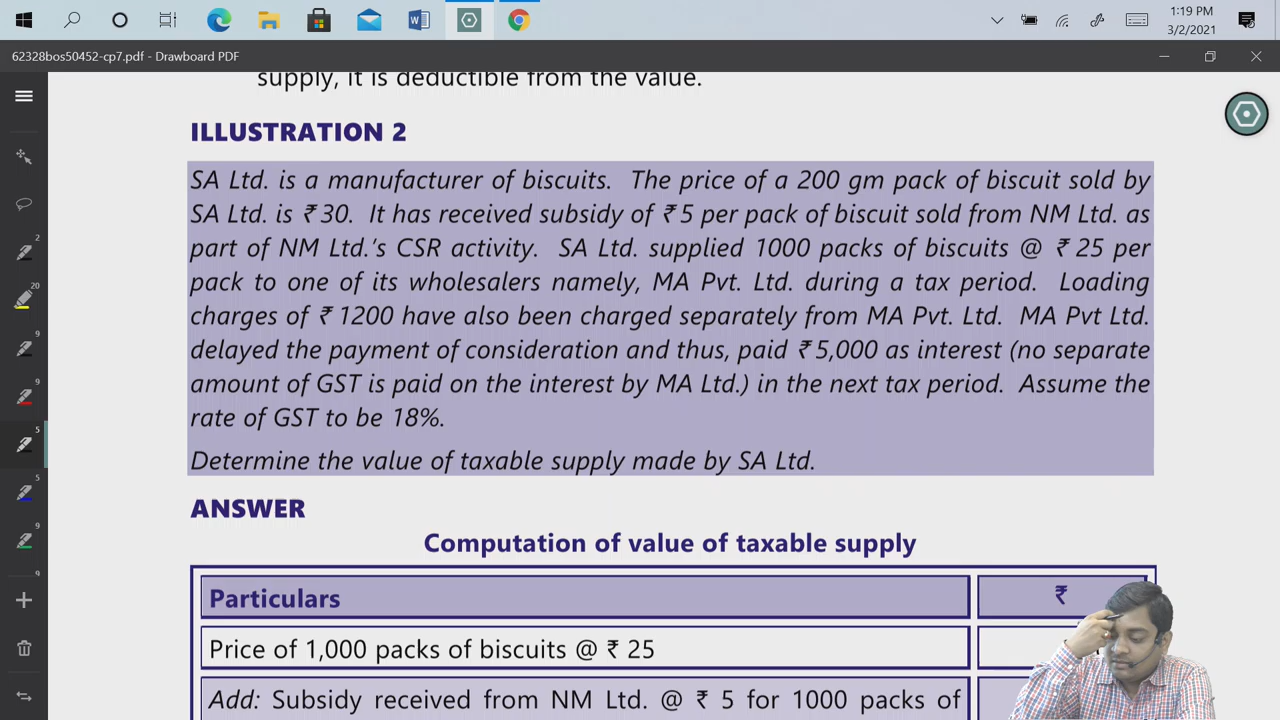 1:19 PM
3/2/2021
62328bos50452-cp7.pdf - Drawboard PDF
supply, it is deductible from the value.
ILLUSTRATION 2
SA Ltd. is a manufacturer of biscuits. The price of a 200 gm pack of biscuit sold by
SA Ltd. is ₹ 30. It has received subsidy of ₹ 5 per pack of biscuit sold from NM Ltd. as
part of NM Ltd.'s CSR activity. SA Ltd. supplied 1000 packs of biscuits @ ₹ 25 per
pack to one of its wholesalers namely, MA Pvt. Ltd. during a tax period. Loading
charges of ₹ 1200 have also been charged separately from MA Pvt. Ltd. MA Pvt Ltd.
delayed the payment of consideration and thus, paid ₹ 5,000 as interest (no separate
amount of GST is paid on the interest by MA Ltd.) in the next tax period. Assume the
rate of GST to be 18%.
Determine the value of taxable supply made by SA Ltd.
ANSWER
Computation of value of taxable supply
Particulars ₹
Price of 1,000 packs of biscuits @ ₹ 25
Add: Subsidy received from NM Ltd. @ ₹ 5 for 1000 packs of
2
20
9
9
5
5
9